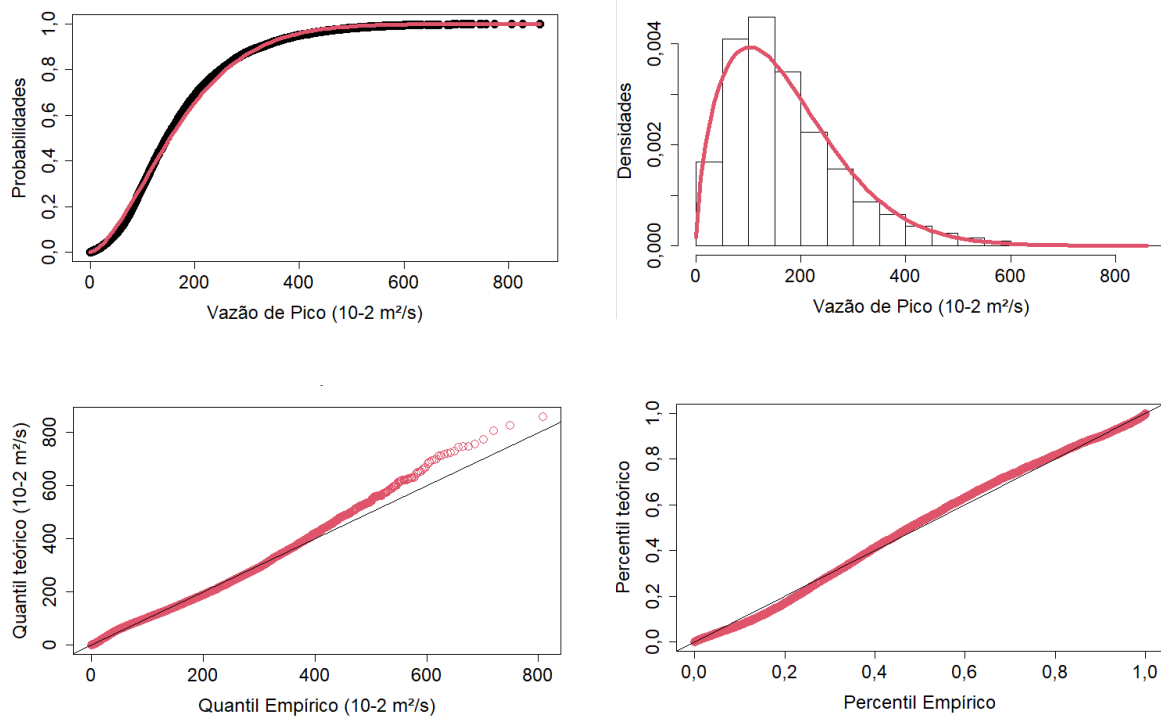 Probabilidades
0,0 0,2 0,4 0,6 0,8 1,0
0 200 400 600 800
Vazão de Pico (10-2 m²/s)
Densidades
0,000 0,002 0,004
0 200 400 600 800
Vazão de Pico (10-2 m²/s)
Quantil teórico (10-2 m²/s)
0 200 400 600 800
0 200 400 600 800
Quantil Empírico (10-2 m²/s)
Percentil teórico
0,0 0,2 0,4 0,6 0,8 1,0
0,0 0,2 0,4 0,6 0,8 1,0
Percentil Empírico